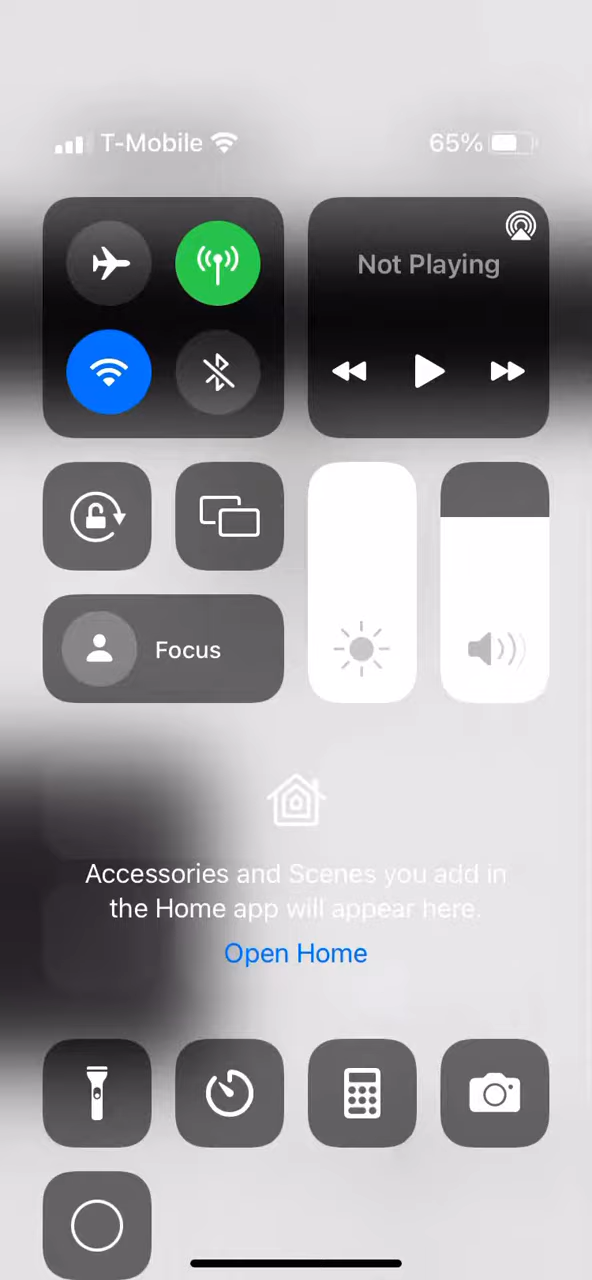 T-Mobile 65%
Not Playing
Focus
Accessories and Scenes you add in
the Home app will appear here.
Open Home